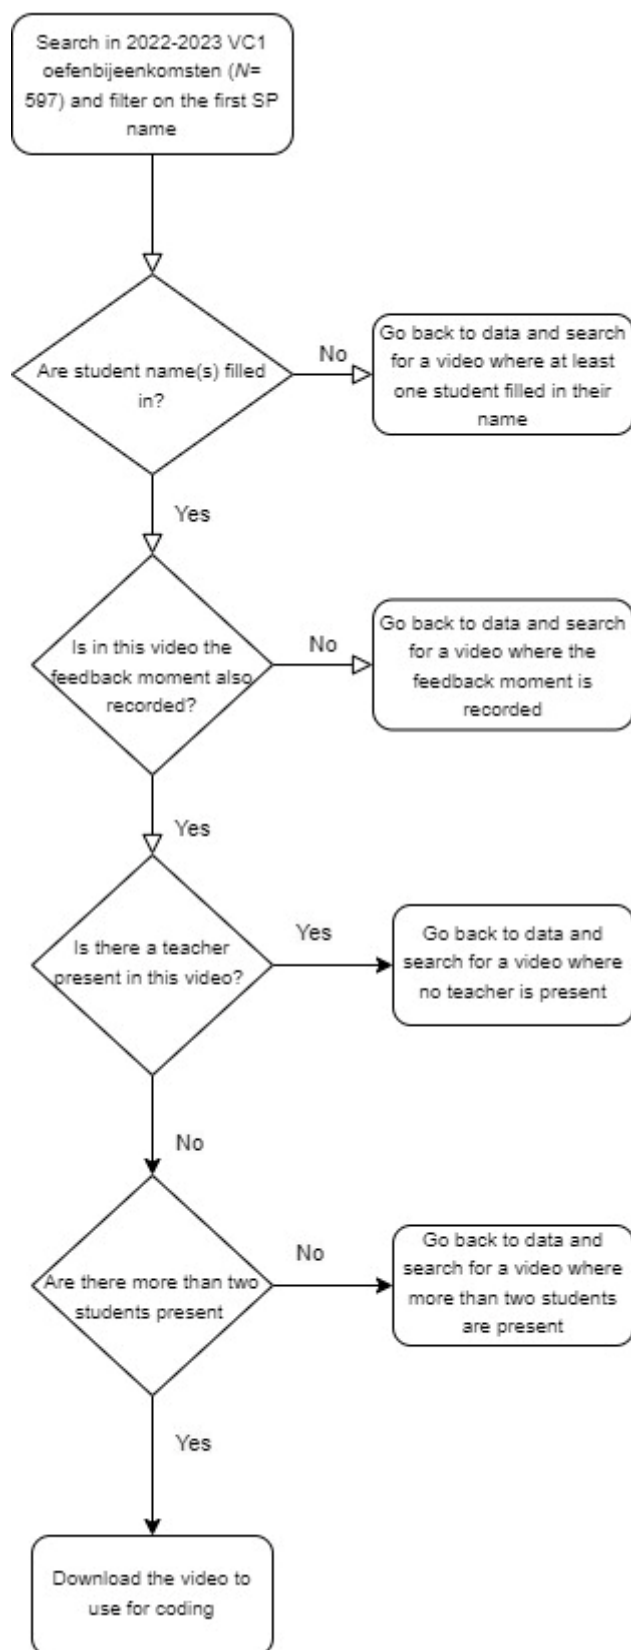 Search in 2022-2023 VC1
oefenbijeenkomsten (N=
597) and filter on the first SP
name
Are student name(s) filled
in?
No
Go back to data and search
for a video where at least
one student filled in their
name
Yes
Is in this video the
feedback moment also
recorded?
No
Go back to data and search
for a video where the
feedback moment is
recorded
Yes
Is there a teacher
present in this video?
Yes
Go back to data and
search for a video where
no teacher is present
No
Are there more than two
students present
No
Go back to data and
search for a video where
more than two students
are present
Yes
Download the video to
use for coding